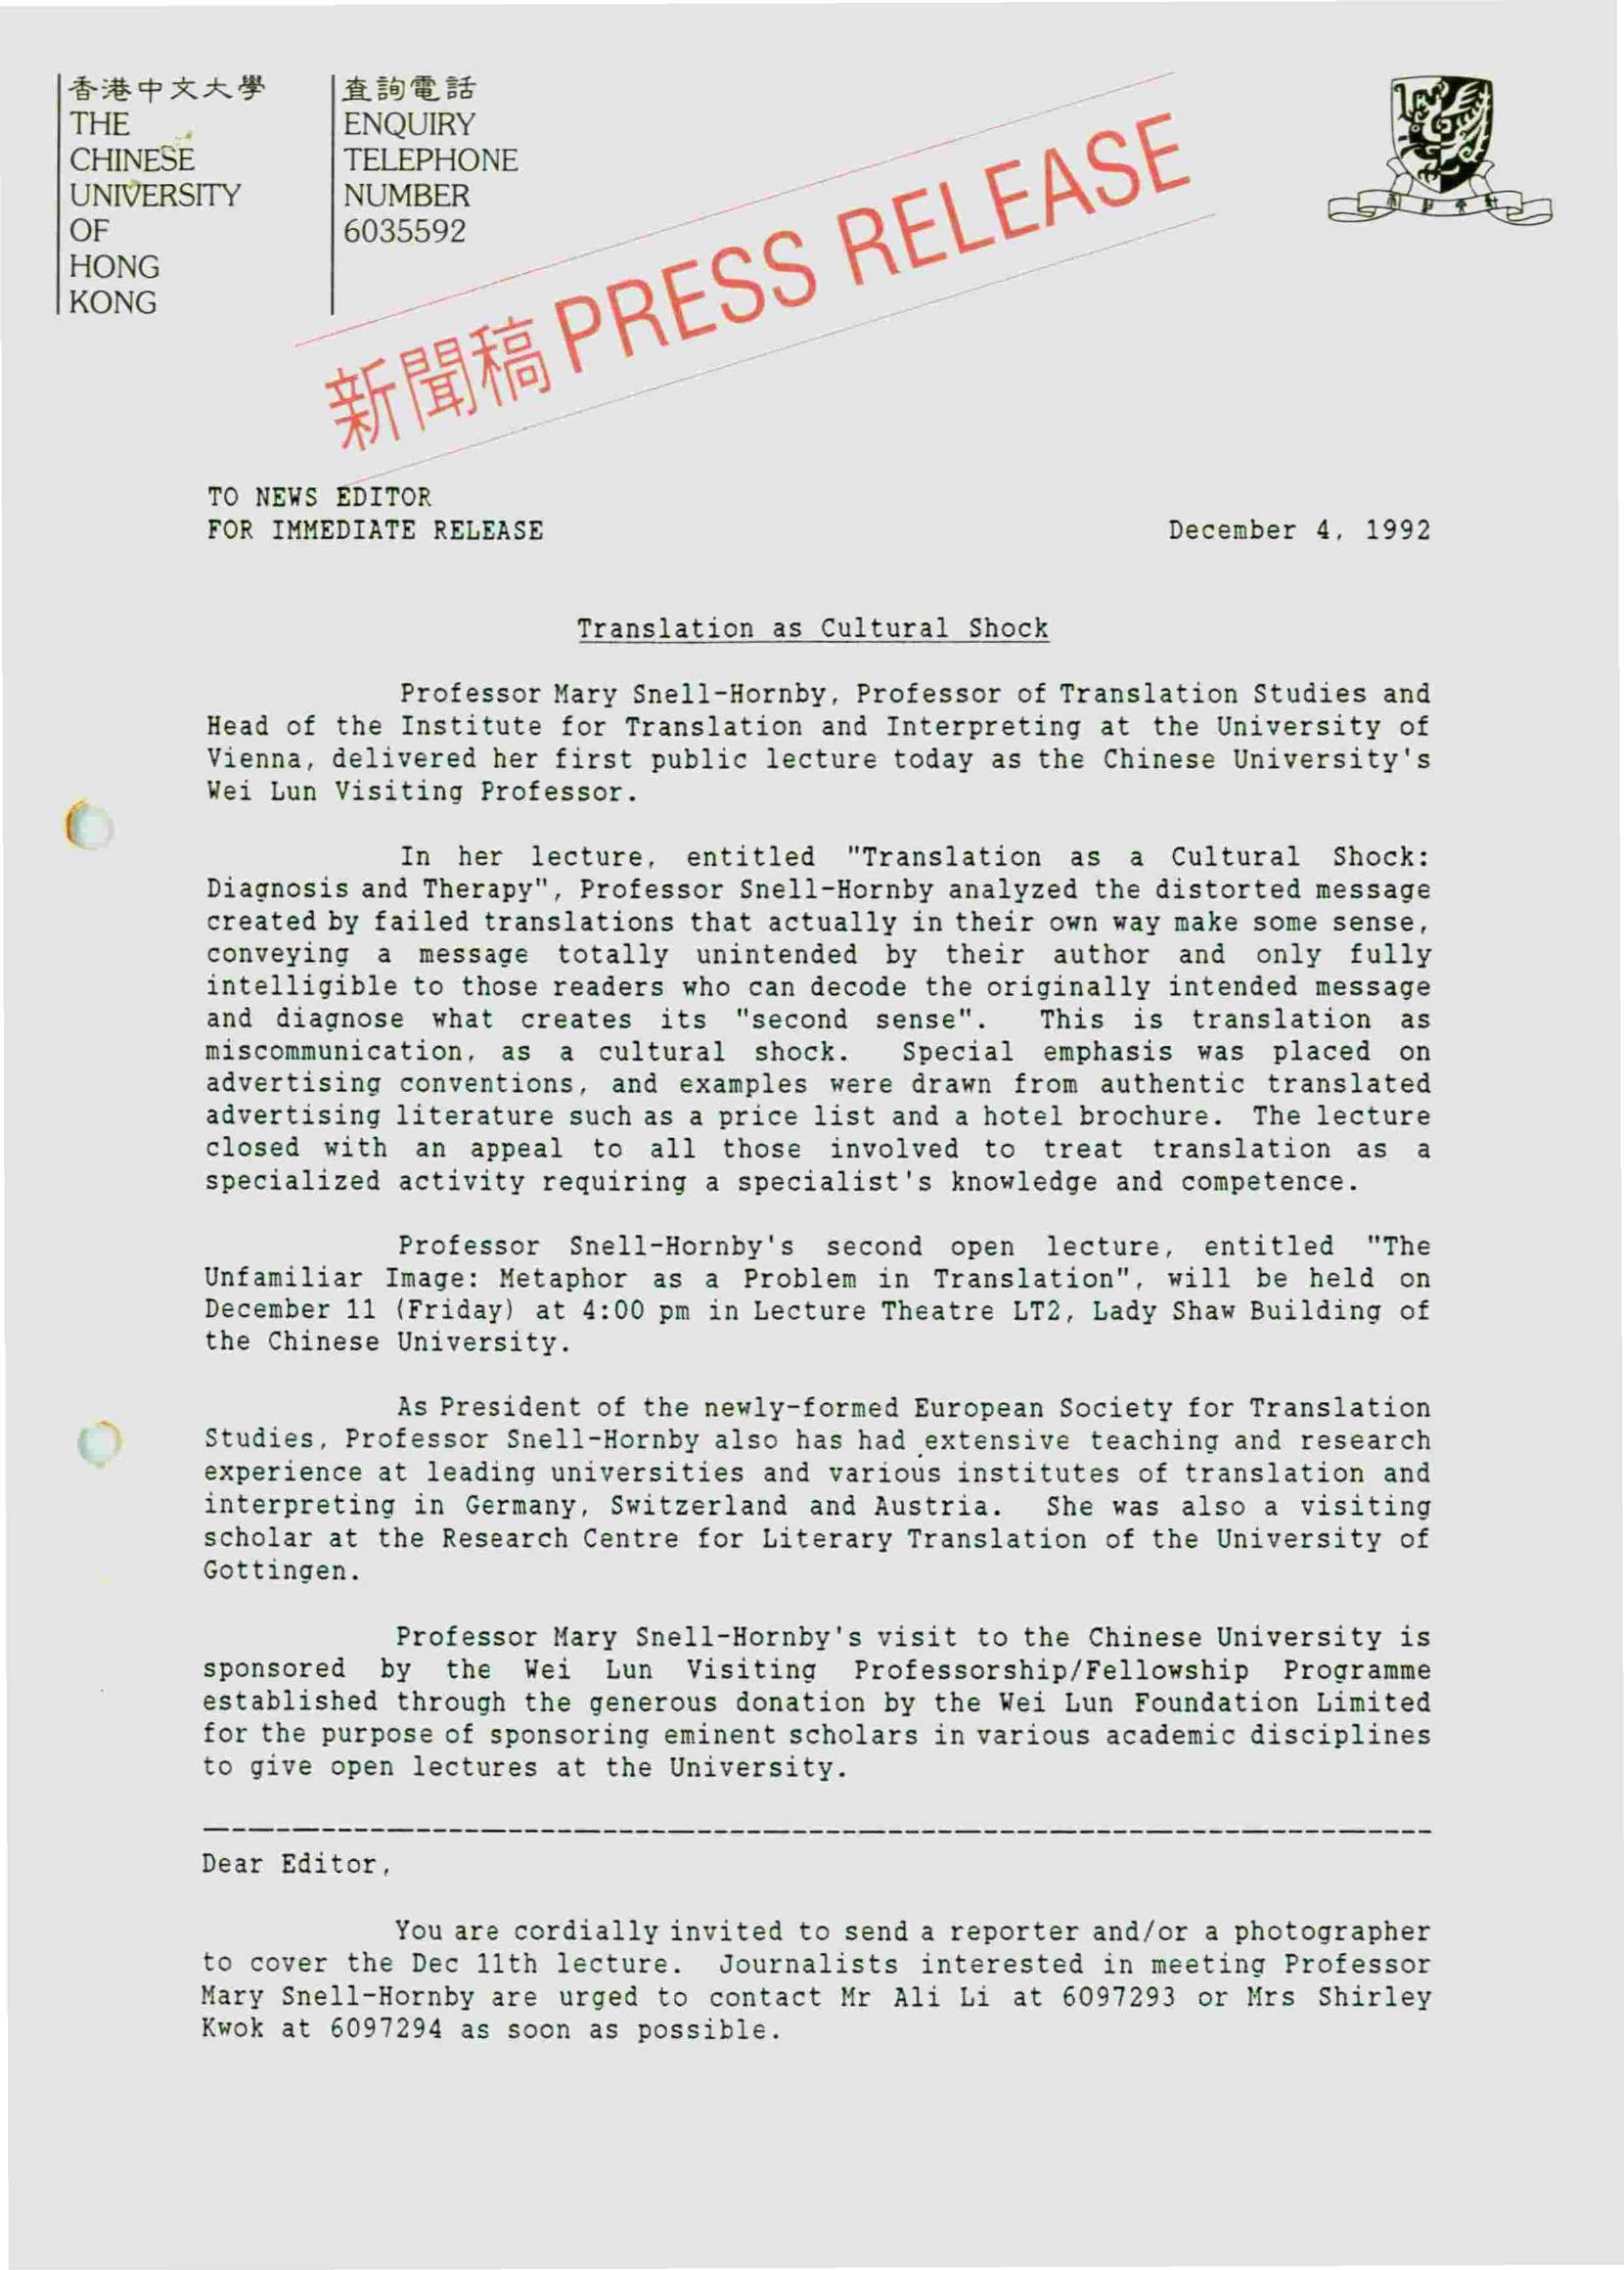 香港中文大學
THE
CHINESE
UNIVERSITY
OF
HONG
KONG
查詢電話
ENQUIRY
TELEPHONE
NUMBER
6035592
新聞稿 PRESS RELEASE
TO NEWS EDITOR
FOR IMMEDIATE RELEASE
December 4, 1992
Translation as Cultural Shock
Professor Mary Snell-Hornby, Professor of Translation Studies and
Head of the Institute for Translation and Interpreting at the University of
Vienna, delivered her first public lecture today as the Chinese University's
Wei Lun Visiting Professor.
In her lecture, entitled "Translation as a Cultural Shock:
Diagnosis and Therapy", Professor Snell-Hornby analyzed the distorted message
created by failed translations that actually in their own way make some sense,
conveying a message totally unintended by their author and only fully
intelligible to those readers who can decode the originally intended message
and diagnose what creates its "second sense". This is translation as
miscommunication, as a cultural shock. Special emphasis was placed on
advertising conventions, and examples were drawn from authentic translated
advertising literature such as a price list and a hotel brochure. The lecture
closed with an appeal to all those involved to treat translation as a
specialized activity requiring a specialist's knowledge and competence.
Professor Snell-Hornby's second open lecture, entitled "The
Unfamiliar Image: Metaphor as a Problem in Translation", will be held on
December 11 (Friday) at 4:00 pm in Lecture Theatre LT2, Lady Shaw Building of
the Chinese University.
As President of the newly-formed European Society for Translation
Studies, Professor Snell-Hornby also has had extensive teaching and research
experience at leading universities and various institutes of translation and
interpreting in Germany, Switzerland and Austria. She was also a visiting
scholar at the Research Centre for Literary Translation of the University of
Gottingen.
Professor Mary Snell-Hornby's visit to the Chinese University is
sponsored by the Wei Lun Visiting Professorship/Fellowship Programme
established through the generous donation by the Wei Lun Foundation Limited
for the purpose of sponsoring eminent scholars in various academic disciplines
to give open lectures at the University.
Dear Editor,
You are cordially invited to send a reporter and/or a photographer
to cover the Dec 11th lecture. Journalists interested in meeting Professor
Mary Snell-Hornby are urged to contact Mr Ali Li at 6097293 or Mrs Shirley
Kwok at 6097294 as soon as possible.